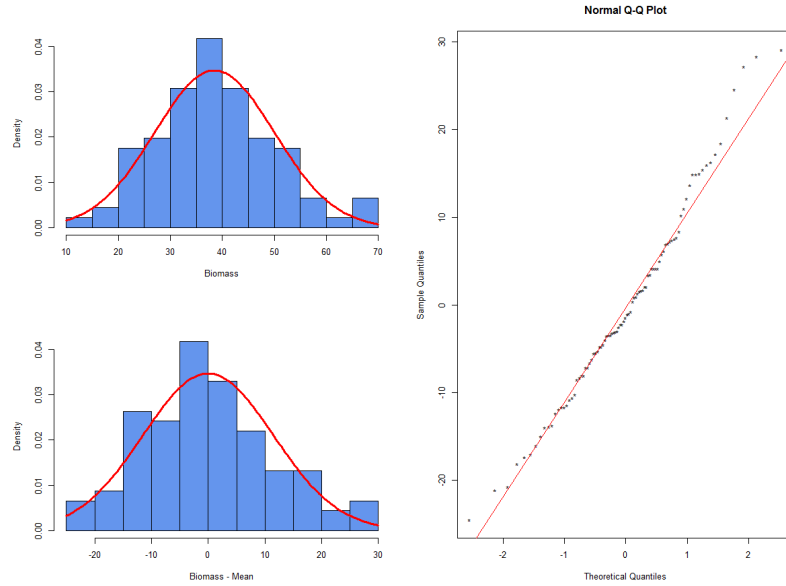 Density
0.00
0.01
0.02
0.03
0.04
10 20 30 40 50 60 70
Biomass
Density
0.00
0.01
0.02
0.03
0.04
-20 -10 0 10 20 30
Biomass - Mean
Normal Q-Q Plot
Sample Quantiles
-20
-10
0
10
20
30
-2 -1 0 1 2
Theoretical Quantiles